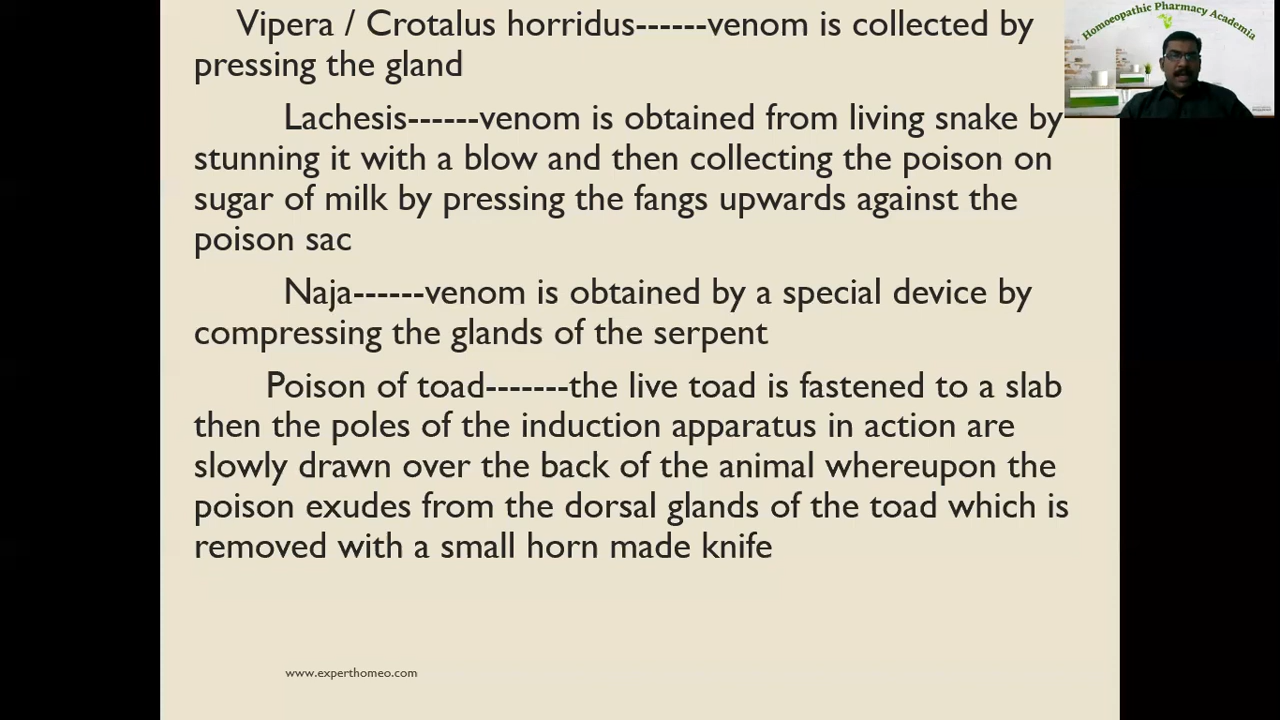 Vipera / Crotalus horridus------venom is collected by
pressing the gland
Lachesis------venom is obtained from living snake by
stunning it with a blow and then collecting the poison on
sugar of milk by pressing the fangs upwards against the
poison sac
Naja------venom is obtained by a special device by
compressing the glands of the serpent
Poison of toad-------the live toad is fastened to a slab
then the poles of the induction apparatus in action are
slowly drawn over the back of the animal whereupon the
poison exudes from the dorsal glands of the toad which is
removed with a small horn made knife
www.experthomeo.com
Homoeopathic Pharmacy Academia